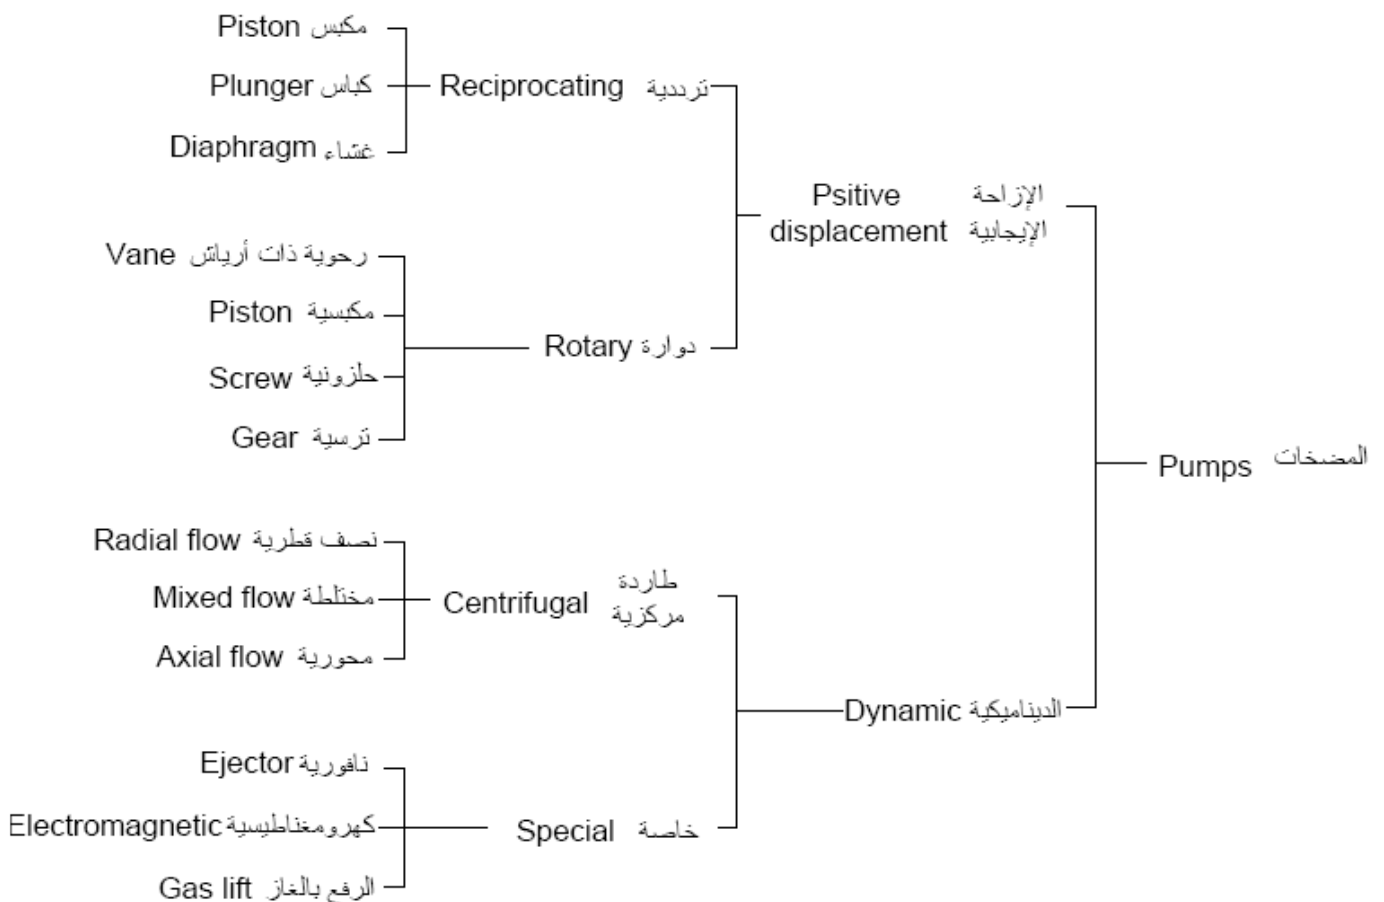 Piston مكبس
Plunger كباس
Reciprocating ترددية
Diaphragm غشاء
Psitive الإزاحة
displacement الإيجابية
Vane رحوية ذات أرياش
Piston مكبسية
Rotary دوارة
Screw حلزونية
Gear ترسية
Pumps المضخات
Radial flow نصف قطرية
Mixed flow مختلطة
Centrifugal طاردة
مركزية
Axial flow محورية
Dynamic الديناميكية
Ejector نافورية
Electromagnetic كهرومغناطيسية
Special خاصة
Gas lift الرفع بالغاز